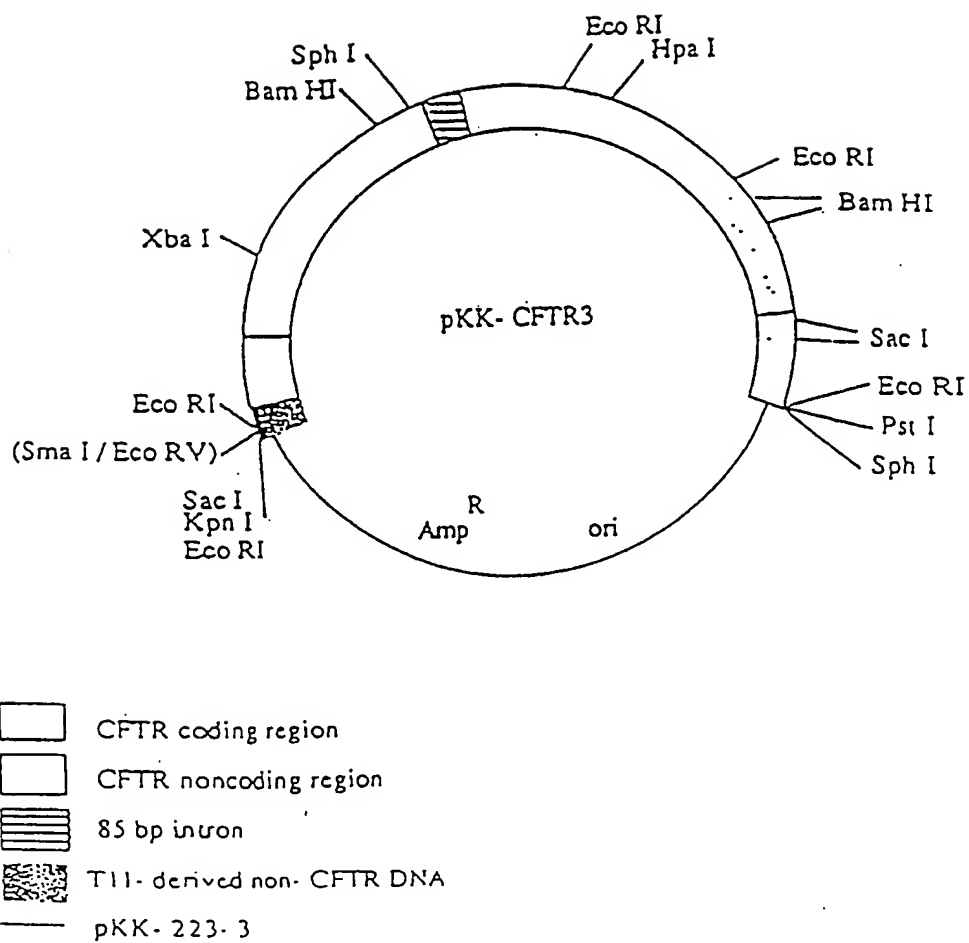 Eco RI
Hpa I
Sph I
Bam HI
Eco RI
Bam HI
Xba I
pKK- CFTR3
Sac I
Eco RI
Pst I
Sph I
Eco RI
(Sma I / Eco RV)
Sac I
Kpn I
Eco RI
Amp R
ori
CFTR coding region
CFTR noncoding region
85 bp intron
T11- derived non- CFTR DNA
pKK- 223- 3